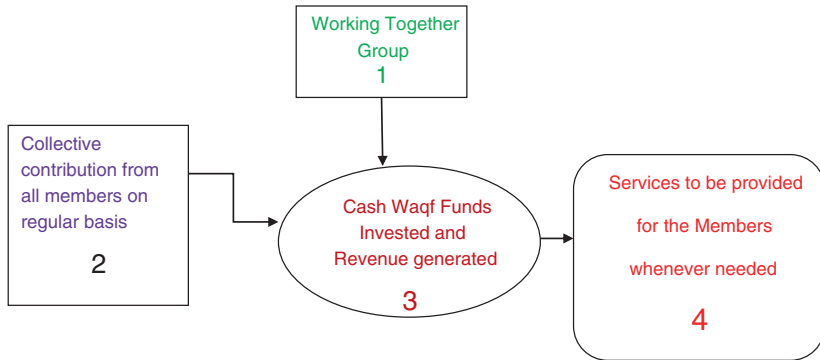 Working Together
Group
1
Collective
contribution from
all members on
regular basis
2
Cash Waqf Funds
Invested and
Revenue generated
3
Services to be provided
for the Members
whenever needed
4